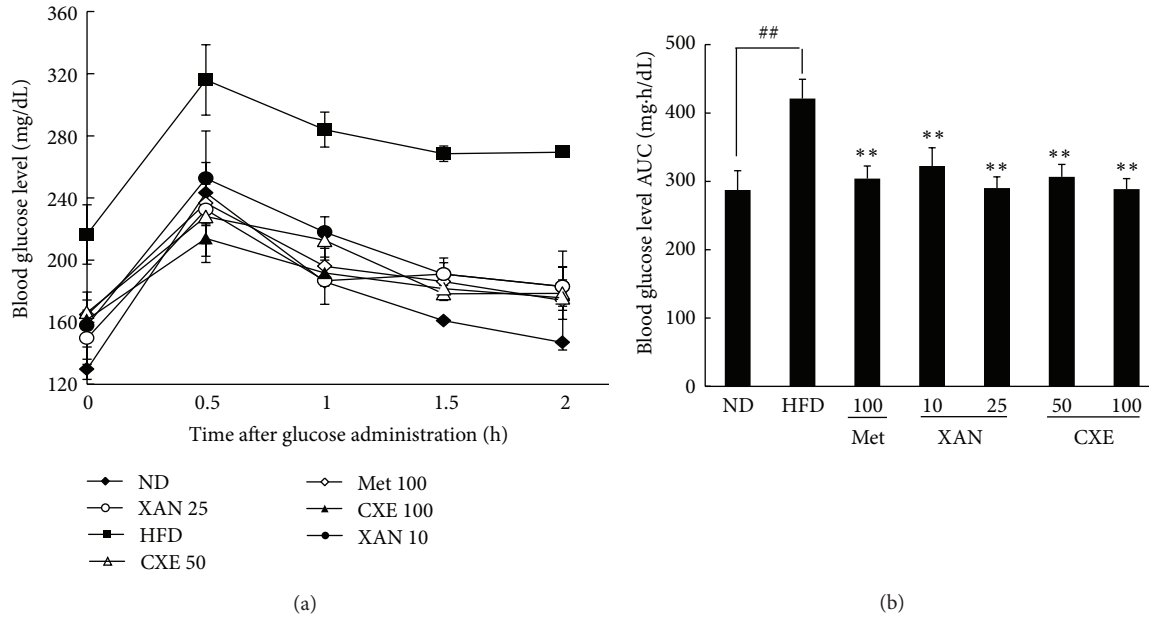 360
320
280
240
200
160
120
Blood glucose level (mg/dL)
0 0.5 1 1.5 2
Time after glucose administration (h)
ND
XAN 25
HFD
CXE 50
Met 100
CXE 100
XAN 10
(a)
500
400
300
200
100
0
Blood glucose level AUC (mg·h/dL)
##
** ** ** ** **
ND HFD 100 10 25 50 100
Met XAN CXE
(b)